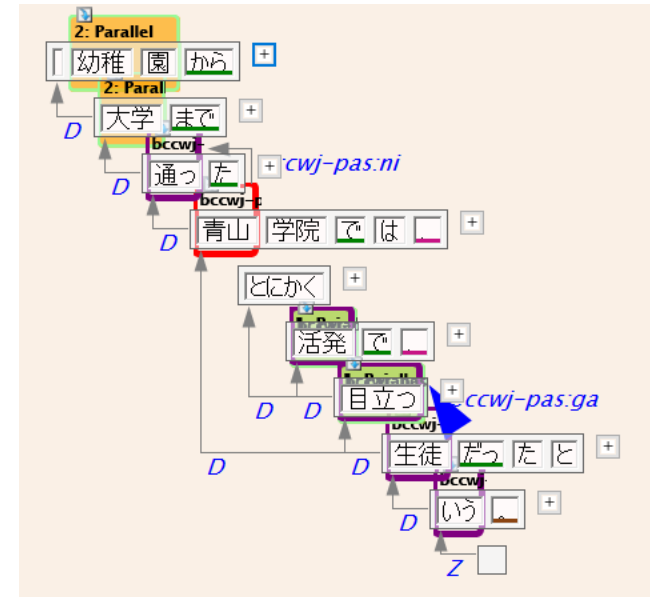 2: Parallel
幼稚 園 から +
2: Paral
D 大学 まで +
bccwj-
D 通っ た + ccwj-pas:ni
bccwj-p
D 青山 学院 で は 、 +
とにかく +
活発 で 、 +
D D 目立つ + ccwj-pas:ga
bccwj-
D D 生徒 だっ た と +
bccwj-
D いう 。 +
Z